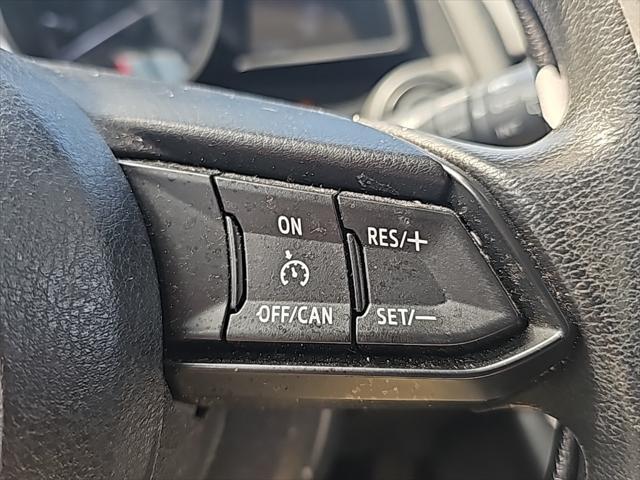 ON
RES/+
OFF/CAN
SET/—